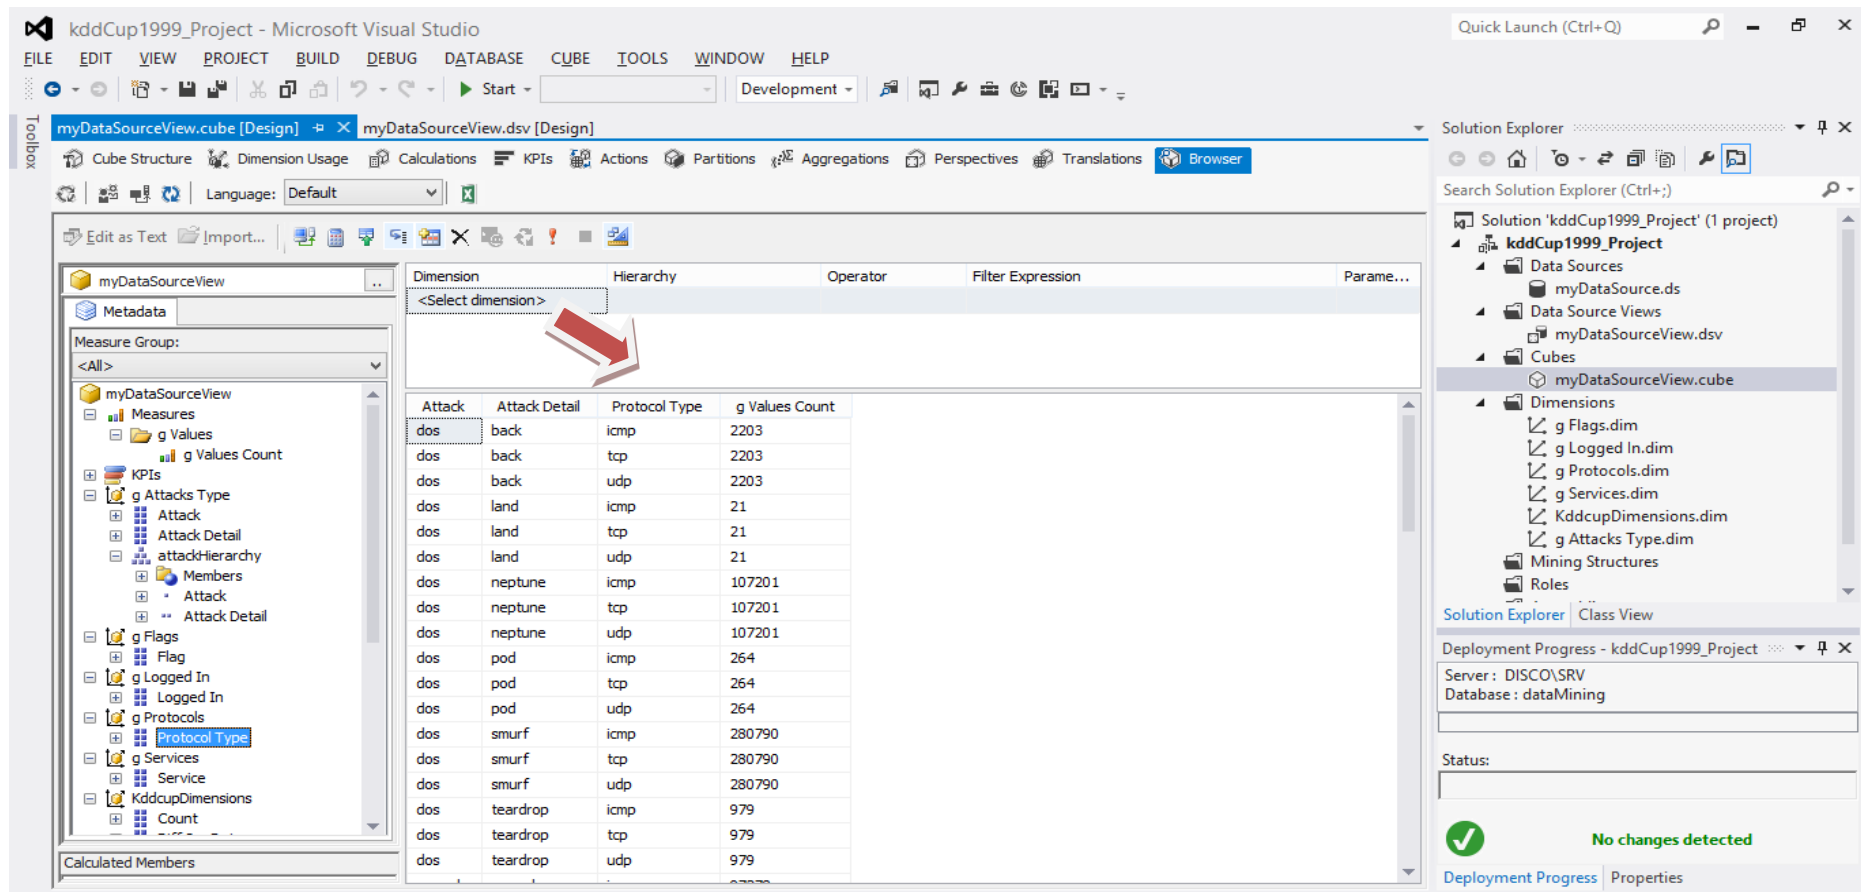 kddCup1999_Project - Microsoft Visual Studio
Quick Launch (Ctrl+Q)
FILE EDIT VIEW PROJECT BUILD DEBUG DATABASE CUBE TOOLS WINDOW HELP
Start Development
Toolbox
myDataSourceView.cube [Design] myDataSourceView.dsv [Design]
Cube Structure Dimension Usage Calculations KPIs Actions Partitions Aggregations Perspectives Translations Browser
Language: Default
Edit as Text Import...
myDataSourceView ..
Metadata
Measure Group:
<All>
myDataSourceView
Measures
g Values
g Values Count
KPIs
g Attacks Type
Attack
Attack Detail
attackHierarchy
Members
Attack
Attack Detail
g Flags
Flag
g Logged In
Logged In
g Protocols
Protocol Type
g Services
Service
KddcupDimensions
Count
Calculated Members
Dimension Hierarchy Operator Filter Expression Parame...
<Select dimension>
Attack Attack Detail Protocol Type g Values Count
dos back icmp 2203
dos back tcp 2203
dos back udp 2203
dos land icmp 21
dos land tcp 21
dos land udp 21
dos neptune icmp 107201
dos neptune tcp 107201
dos neptune udp 107201
dos pod icmp 264
dos pod tcp 264
dos pod udp 264
dos smurf icmp 280790
dos smurf tcp 280790
dos smurf udp 280790
dos teardrop icmp 979
dos teardrop tcp 979
dos teardrop udp 979
Solution Explorer
Search Solution Explorer (Ctrl+;)
Solution 'kddCup1999_Project' (1 project)
kddCup1999_Project
Data Sources
myDataSource.ds
Data Source Views
myDataSourceView.dsv
Cubes
myDataSourceView.cube
Dimensions
g Flags.dim
g Logged In.dim
g Protocols.dim
g Services.dim
KddcupDimensions.dim
g Attacks Type.dim
Mining Structures
Roles
Solution Explorer Class View
Deployment Progress - kddCup1999_Project
Server : DISCO\SRV
Database : dataMining
Status:
No changes detected
Deployment Progress Properties